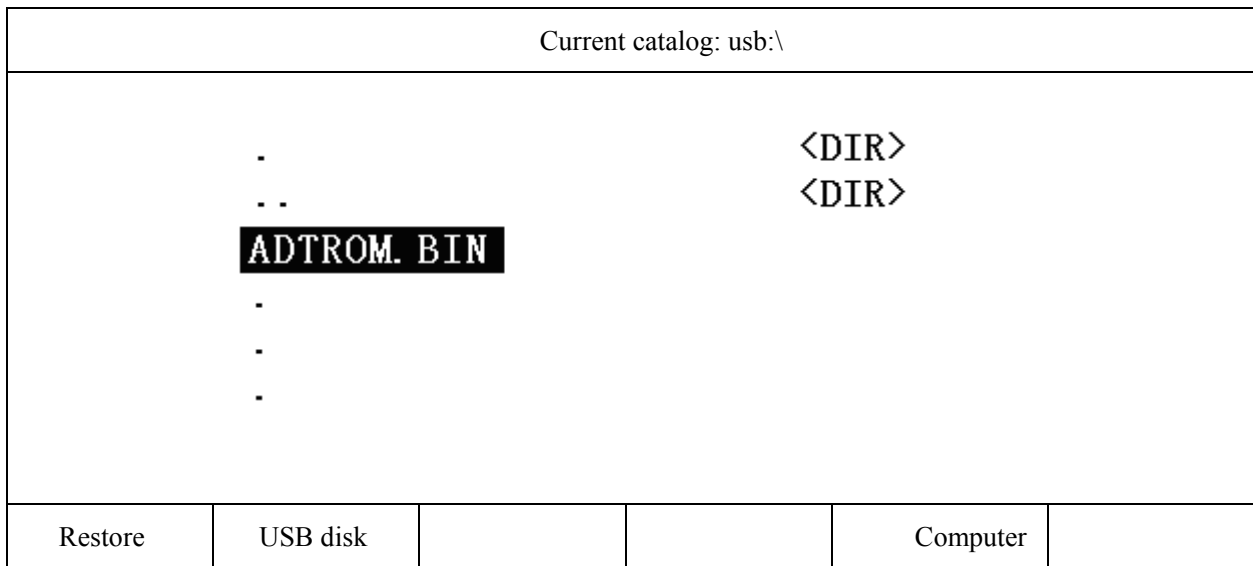 Current catalog: usb:\
. <DIR>
.. <DIR>
ADTROM.BIN
.
.
.
Restore USB disk Computer